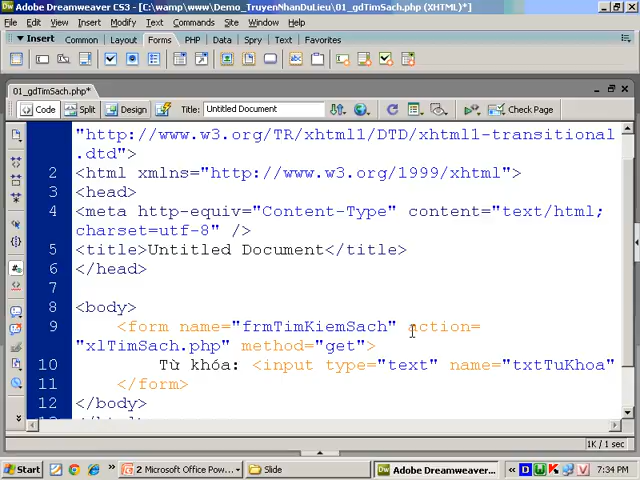 Adobe Dreamweaver CS3 - [C:\wamp\www\Demo_TruyenNhanDuLieu\01_gdTimSach.php (XHTML)*]
File Edit View Insert Modify Text Commands Site Window Help
Insert Common Layout Forms PHP Data Spry Text Favorites
01_gdTimSach.php*
Code Split Design Title: Untitled Document Check Page
"http://www.w3.org/TR/xhtml1/DTD/xhtml1-transitional
.dtd">
2 <html xmlns="http://www.w3.org/1999/xhtml">
3 <head>
4 <meta http-equiv="Content-Type" content="text/html;
charset=utf-8" />
5 <title>Untitled Document</title>
6 </head>
7
8 <body>
9 <form name="frmTimKiemSach" action=
"xlTimSach.php" method="get">
10 Từ khóa: <input type="text" name="txtTuKhoa"
11 </form>
12 </body>
1K / 1 sec
Start 2 Microsoft Office Pow... Slide Adobe Dreamweaver... 7:34 PM